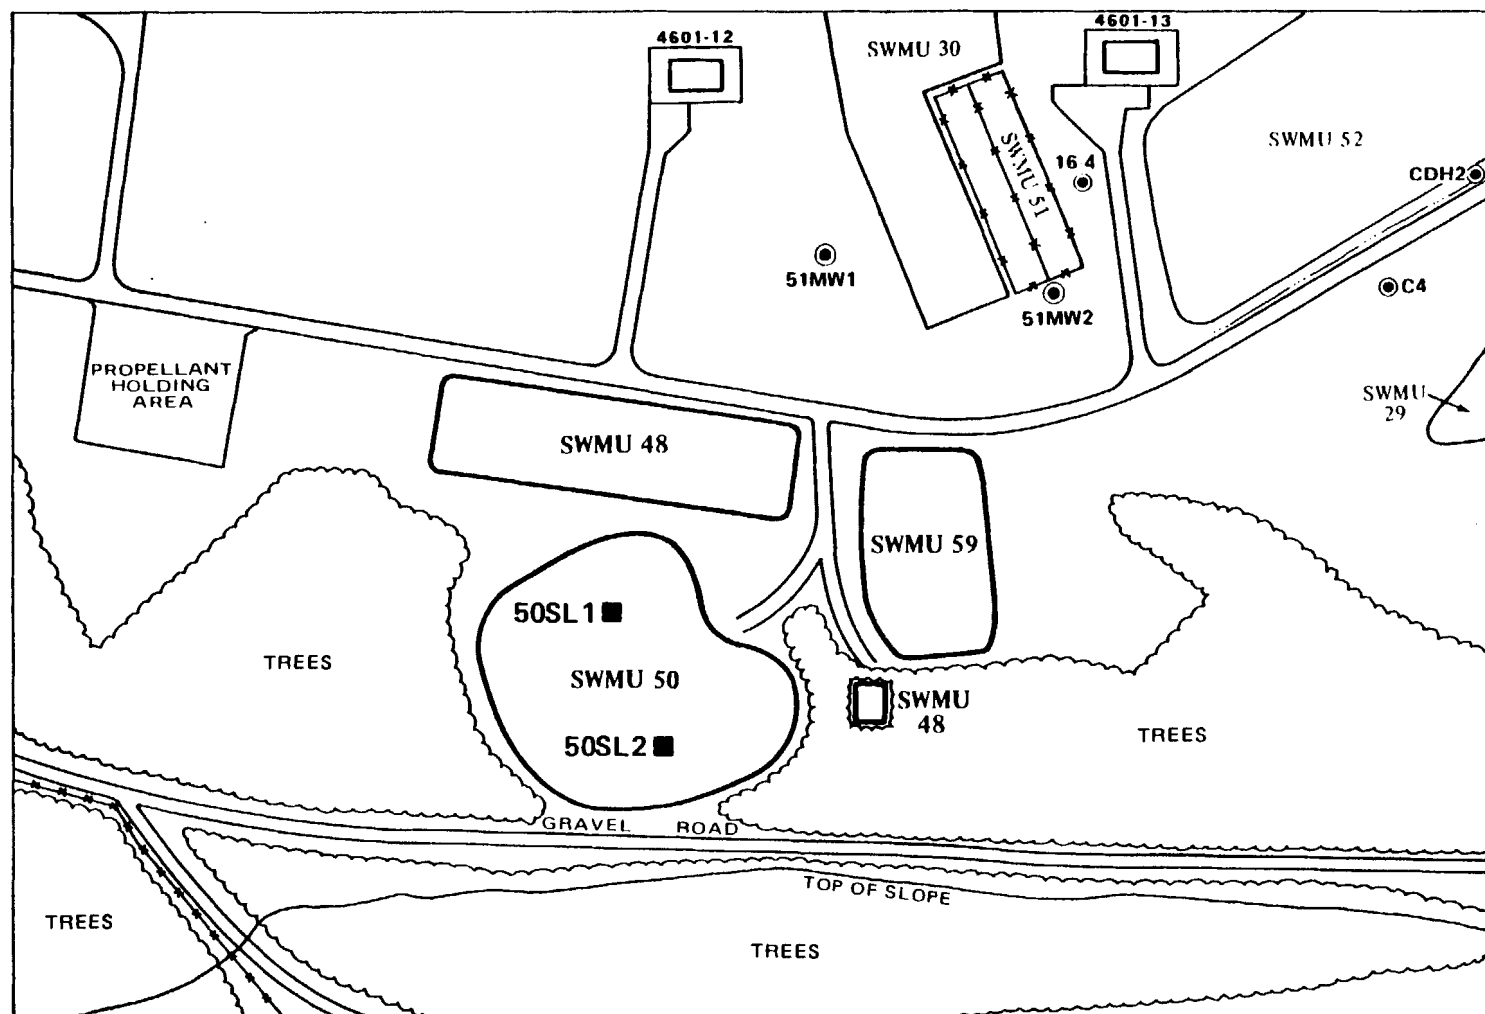 4601-12
4601-13
SWMU 30
SWMU 52
SWMU 51
16 4
CDH2
51MW1
C4
51MW2
PROPELLANT
HOLDING
AREA
SWMU
29
SWMU 48
SWMU 59
50SL1
TREES
SWMU 50
SWMU
48
50SL2
TREES
GRAVEL ROAD
TOP OF SLOPE
TREES
TREES